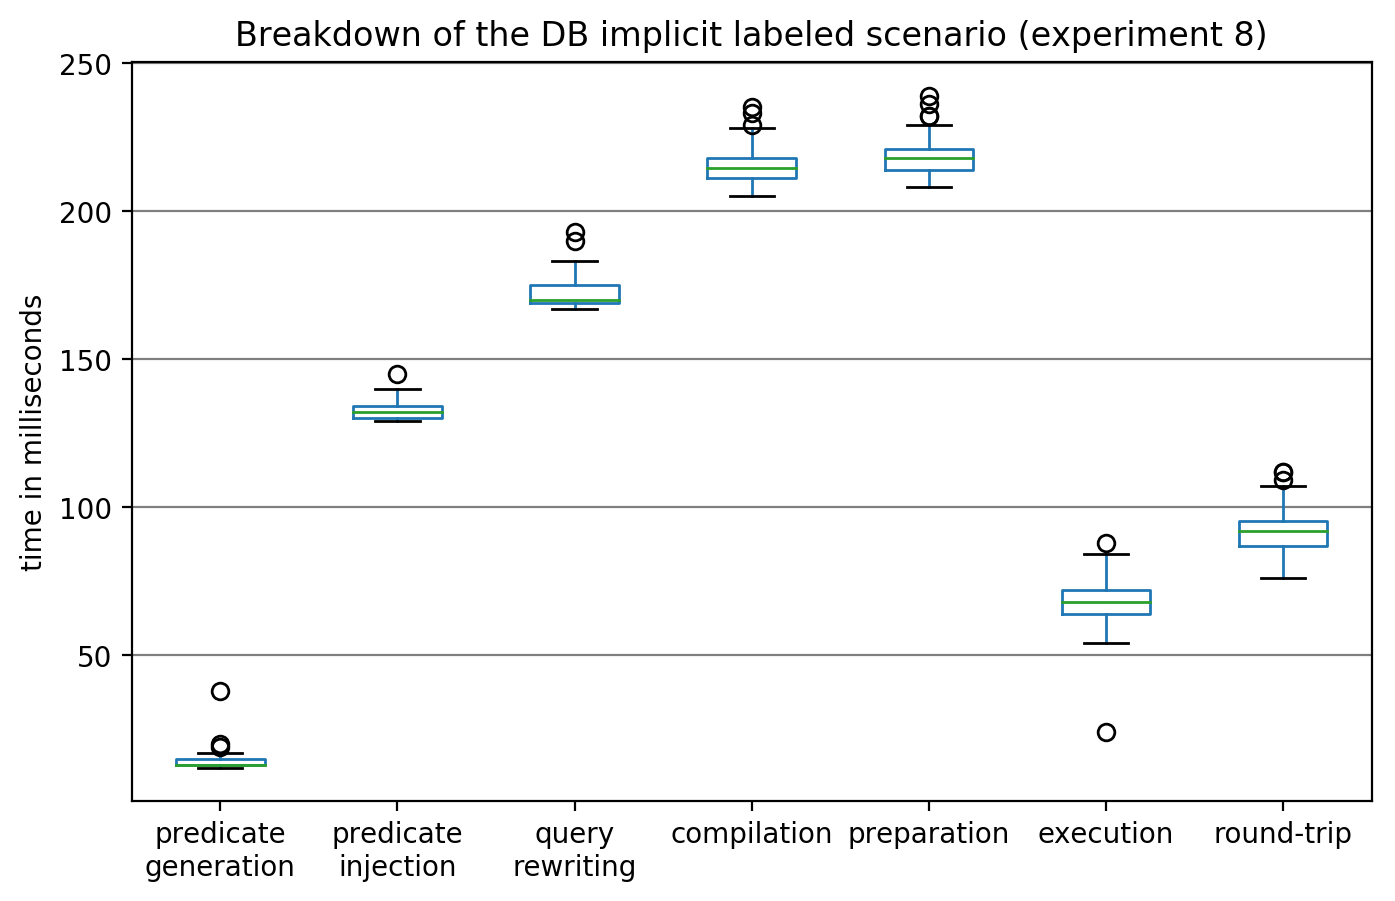 Breakdown of the DB implicit labeled scenario (experiment 8)
250
200
150
100
50
time in milliseconds
predicate
generation
predicate
injection
query
rewriting
compilation
preparation
execution
round-trip